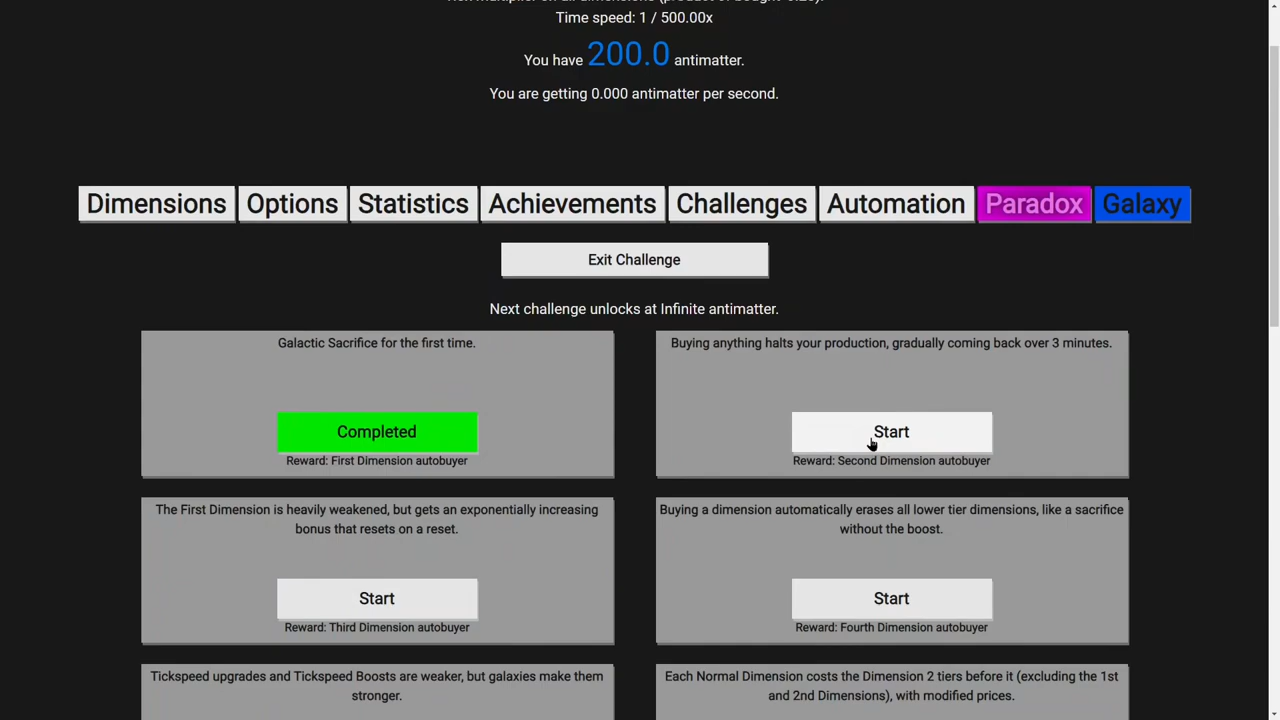 Time speed: 1 / 500.00x
You have 200.0 antimatter.
You are getting 0.000 antimatter per second.
Dimensions Options Statistics Achievements Challenges Automation Paradox Galaxy
Exit Challenge
Next challenge unlocks at Infinite antimatter.
Galactic Sacrifice for the first time.
Completed
Reward: First Dimension autobuyer
Buying anything halts your production, gradually coming back over 3 minutes.
Start
Reward: Second Dimension autobuyer
The First Dimension is heavily weakened, but gets an exponentially increasing
bonus that resets on a reset.
Start
Reward: Third Dimension autobuyer
Buying a dimension automatically erases all lower tier dimensions, like a sacrifice
without the boost.
Start
Reward: Fourth Dimension autobuyer
Tickspeed upgrades and Tickspeed Boosts are weaker, but galaxies make them
stronger.
Each Normal Dimension costs the Dimension 2 tiers before it (excluding the 1st
and 2nd Dimensions), with modified prices.